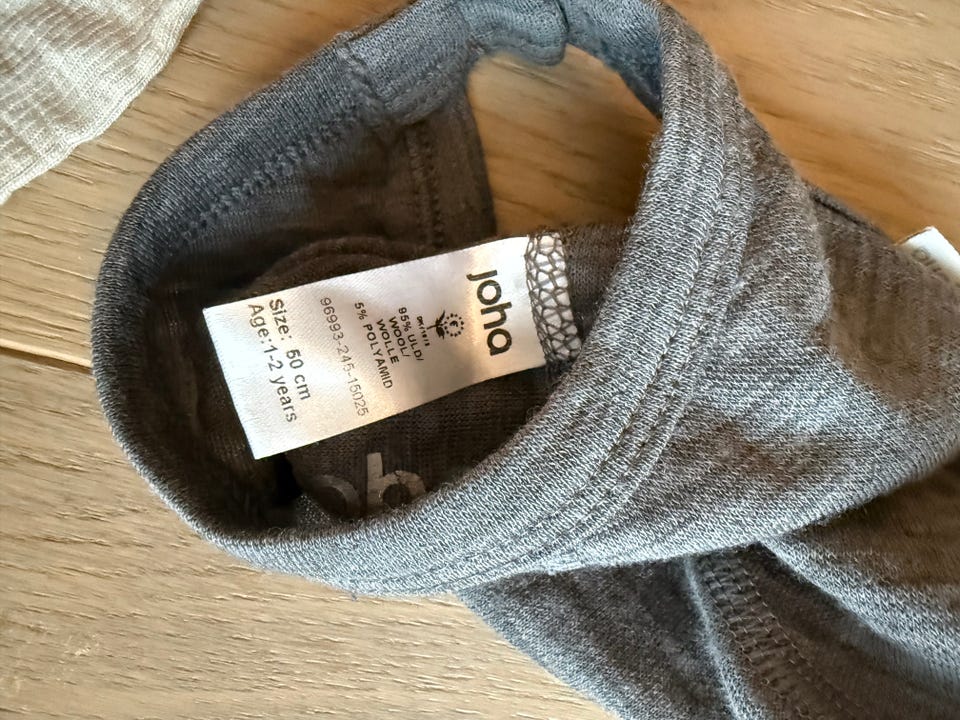 joha
95% ULD/
WOOL/
WOLLE
5% POLYAMID
96993-245-15025
Size: 50 cm
Age:1-2 years